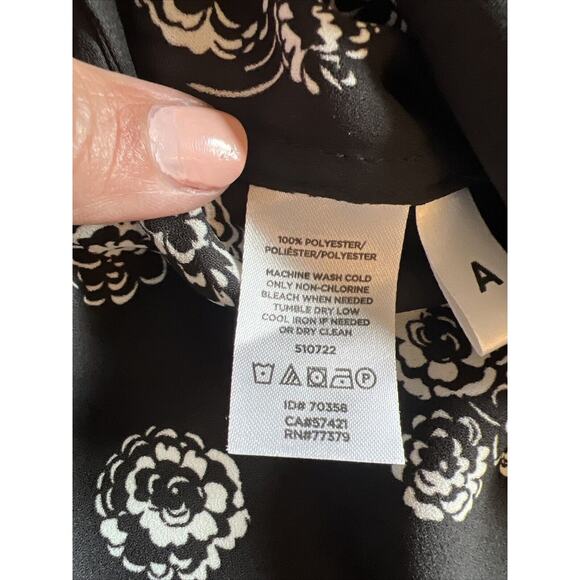 100% POLYESTER/
POLIÉSTER/POLYESTER
MACHINE WASH COLD
ONLY NON-CHLORINE
BLEACH WHEN NEEDED
TUMBLE DRY LOW
COOL IRON IF NEEDED
OR DRY CLEAN
510722
P
ID# 70358
CA#57421
RN#77379
A